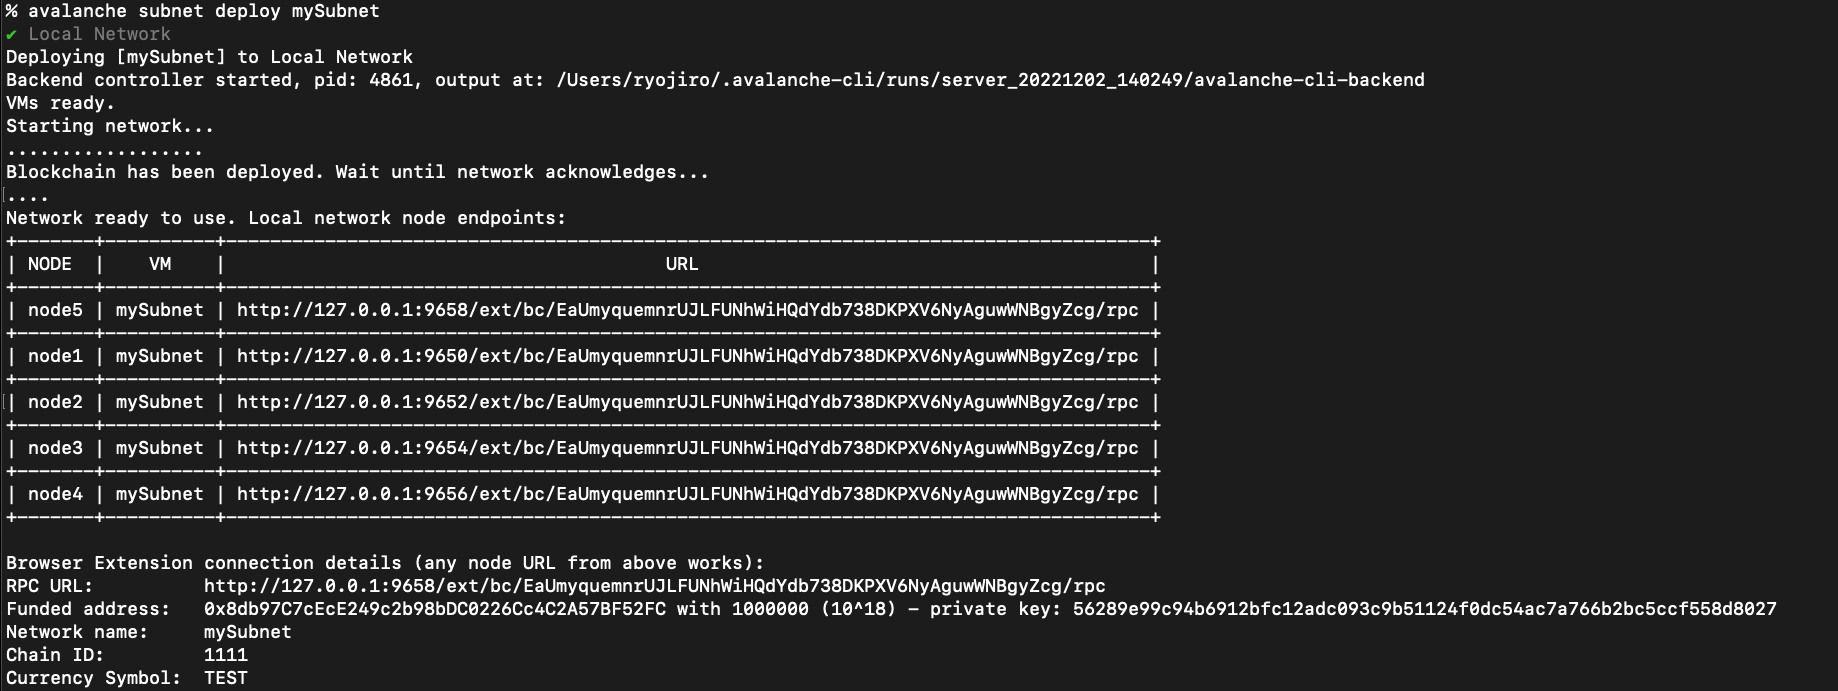 % avalanche subnet deploy mySubnet
✔ Local Network
Deploying [mySubnet] to Local Network
Backend controller started, pid: 4861, output at: /Users/ryojiro/.avalanche-cli/runs/server_20221202_140249/avalanche-cli-backend
VMs ready.
Starting network...
..................
Blockchain has been deployed. Wait until network acknowledges...
....
Network ready to use. Local network node endpoints:
+-------+----------+------------------------------------------------------------------------------------+
| NODE | VM | URL |
+-------+----------+------------------------------------------------------------------------------------+
| node5 | mySubnet | http://127.0.0.1:9658/ext/bc/EaUmyquemnrUJLFUNhWiHQdYdb738DKPXV6NyAguwWNBgyZcg/rpc |
+-------+----------+------------------------------------------------------------------------------------+
| node1 | mySubnet | http://127.0.0.1:9650/ext/bc/EaUmyquemnrUJLFUNhWiHQdYdb738DKPXV6NyAguwWNBgyZcg/rpc |
+-------+----------+------------------------------------------------------------------------------------+
| node2 | mySubnet | http://127.0.0.1:9652/ext/bc/EaUmyquemnrUJLFUNhWiHQdYdb738DKPXV6NyAguwWNBgyZcg/rpc |
+-------+----------+------------------------------------------------------------------------------------+
| node3 | mySubnet | http://127.0.0.1:9654/ext/bc/EaUmyquemnrUJLFUNhWiHQdYdb738DKPXV6NyAguwWNBgyZcg/rpc |
+-------+----------+------------------------------------------------------------------------------------+
| node4 | mySubnet | http://127.0.0.1:9656/ext/bc/EaUmyquemnrUJLFUNhWiHQdYdb738DKPXV6NyAguwWNBgyZcg/rpc |
+-------+----------+------------------------------------------------------------------------------------+
Browser Extension connection details (any node URL from above works):
RPC URL: http://127.0.0.1:9658/ext/bc/EaUmyquemnrUJLFUNhWiHQdYdb738DKPXV6NyAguwWNBgyZcg/rpc
Funded address: 0x8db97C7cEcE249c2b98bDC0226Cc4C2A57BF52FC with 1000000 (10^18) - private key: 56289e99c94b6912bfc12adc093c9b51124f0dc54ac7a766b2bc5ccf558d8027
Network name: mySubnet
Chain ID: 1111
Currency Symbol: TEST